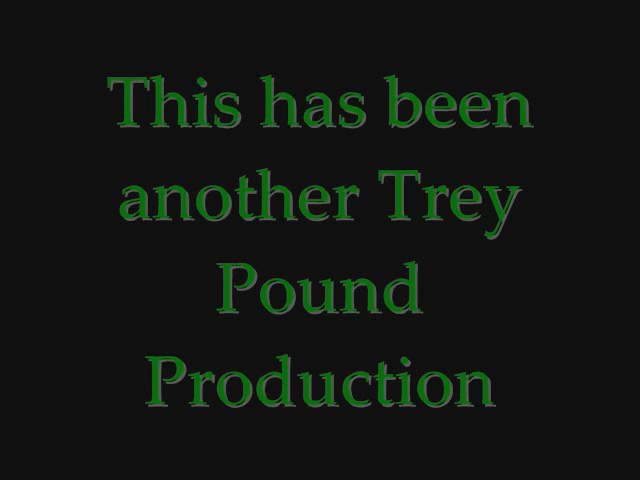 This has been
another Trey
Pound
Production